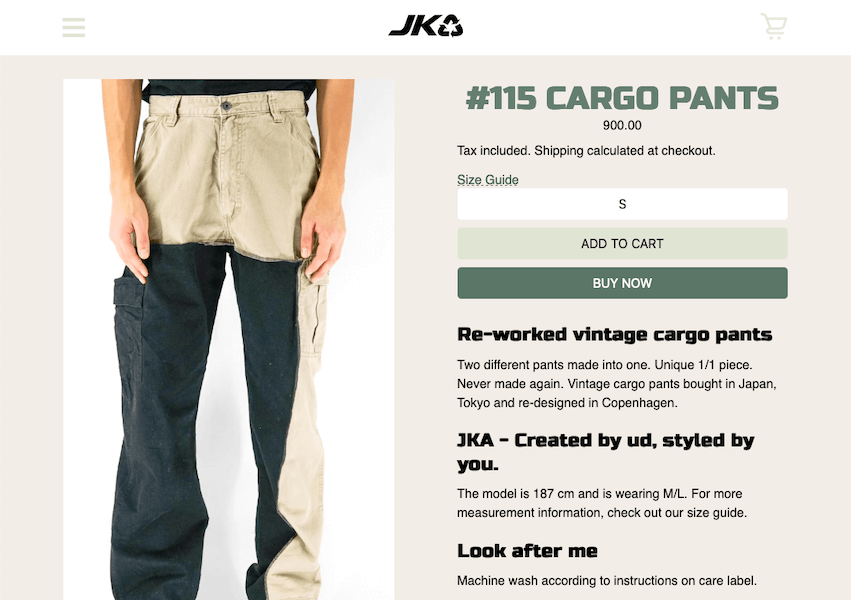 JKA
#115 CARGO PANTS
900.00
Tax included. Shipping calculated at checkout.
Size Guide
S
ADD TO CART
BUY NOW
Re-worked vintage cargo pants
Two different pants made into one. Unique 1/1 piece.
Never made again. Vintage cargo pants bought in Japan,
Tokyo and re-designed in Copenhagen.
JKA - Created by ud, styled by
you.
The model is 187 cm and is wearing M/L. For more
measurement information, check out our size guide.
Look after me
Machine wash according to instructions on care label.